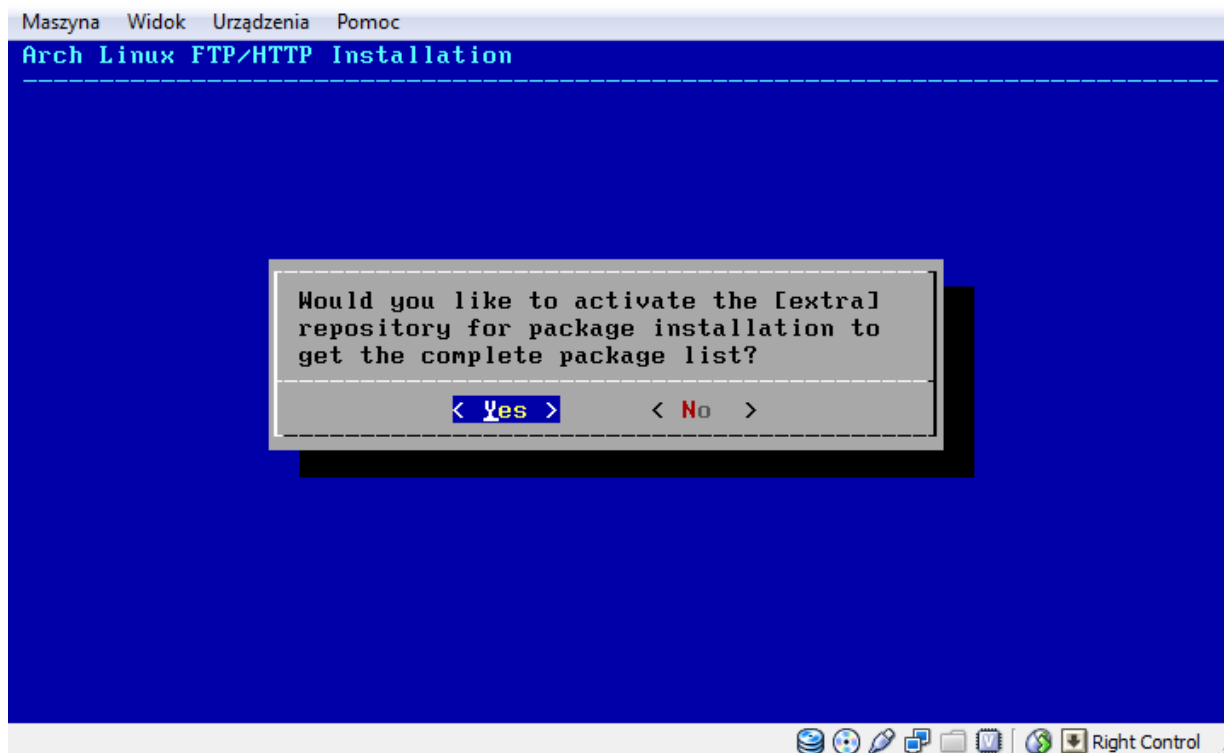 Maszyna Widok Urządzenia Pomoc
Arch Linux FTP/HTTP Installation
Would you like to activate the [extra]
repository for package installation to
get the complete package list?
< Yes > < No >
Right Control